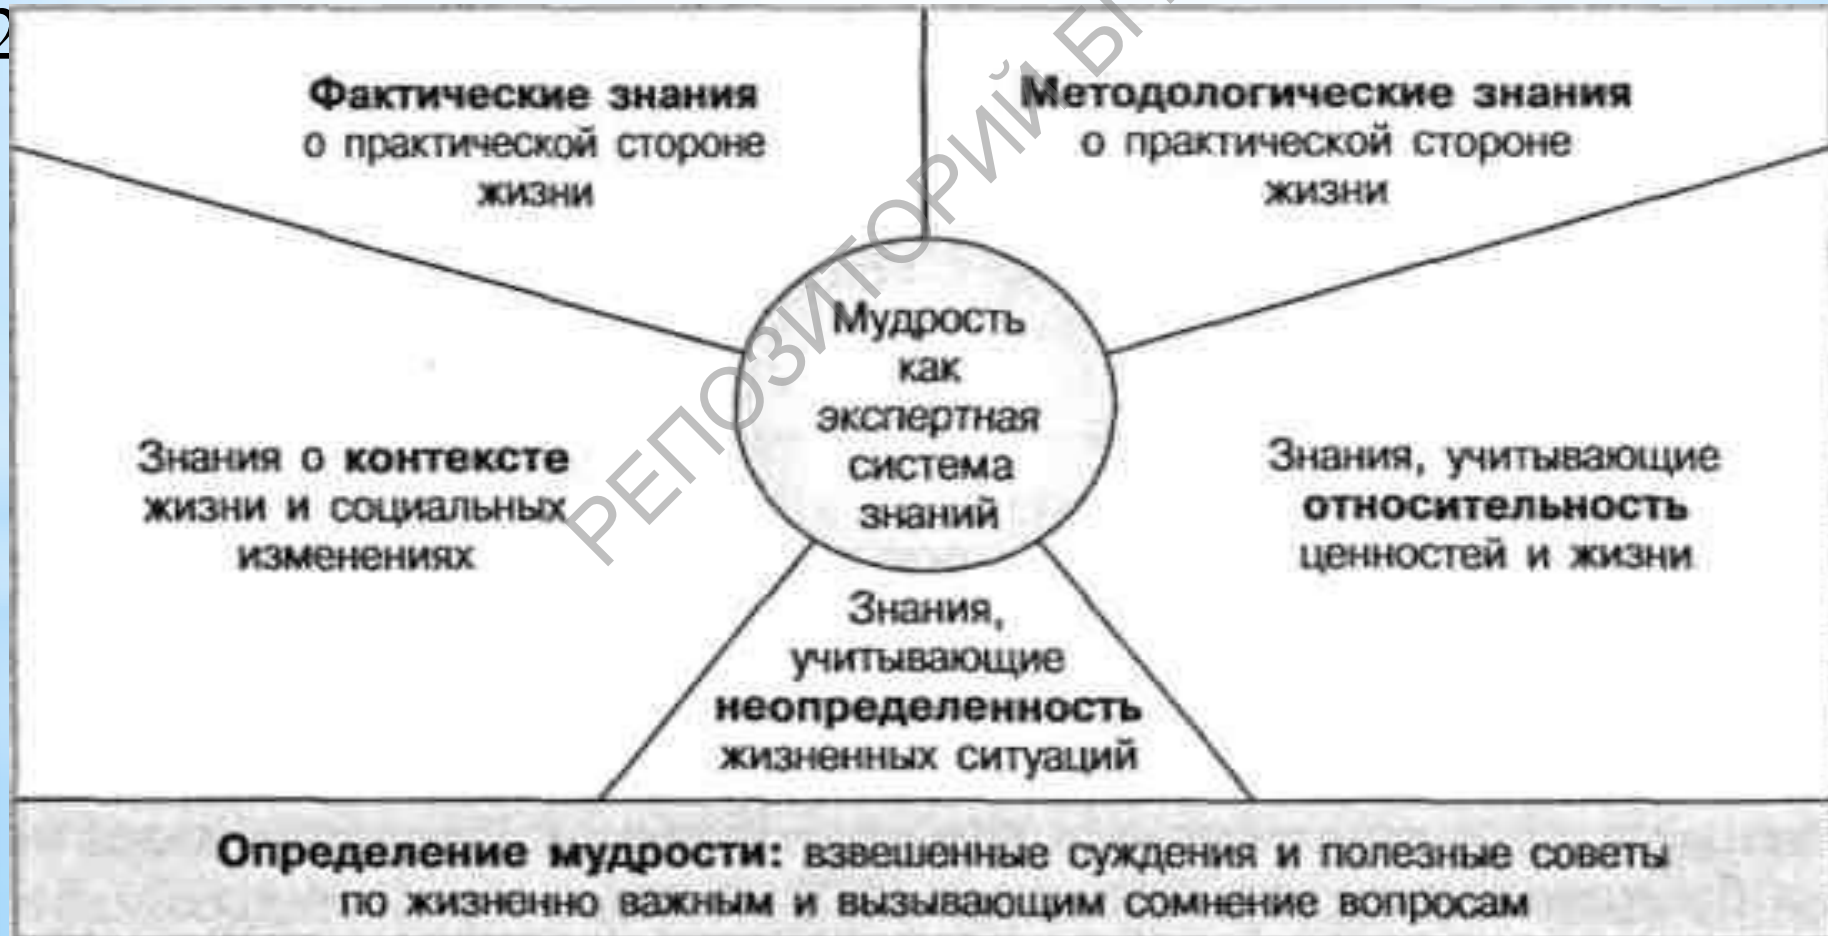 Фактические знания
о практической стороне
жизни
Методологические знания
о практической стороне
жизни
Мудрость
как
экспертная
система
знаний
Знания о контексте
жизни и социальных
изменениях
Знания, учитывающие
относительность
ценностей и жизни
Знания,
учитывающие
неопределенность
жизненных ситуаций
Определение мудрости: взвешенные суждения и полезные советы
по жизненно важным и вызывающим сомнение вопросам
РЕПОЗИТОРИЙ